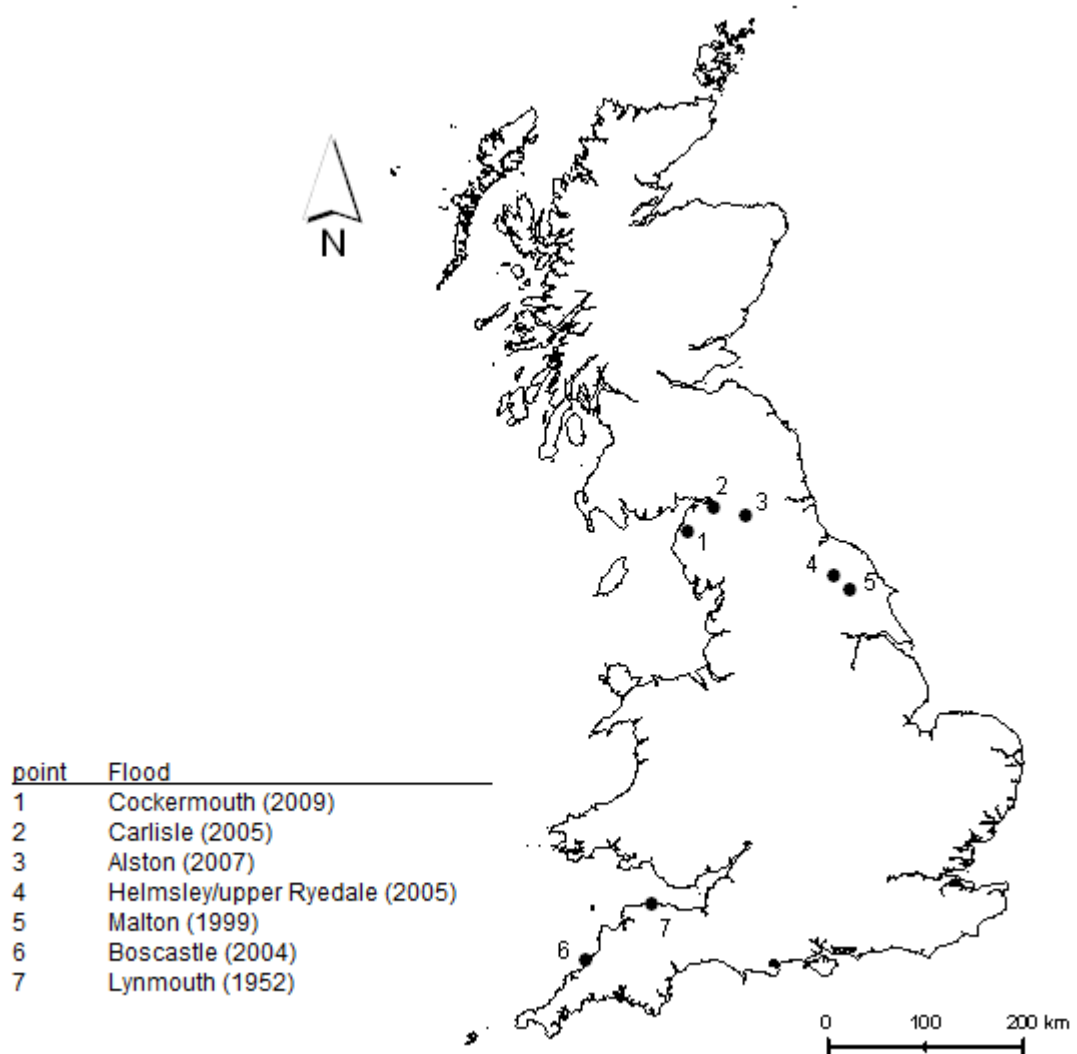 N
2
3
1
4
5
point Flood
1 Cockermouth (2009)
2 Carlisle (2005)
3 Alston (2007)
4 Helmsley/upper Ryedale (2005)
5 Malton (1999)
6 Boscastle (2004)
7 Lynmouth (1952)
7
6
0 100 200 km